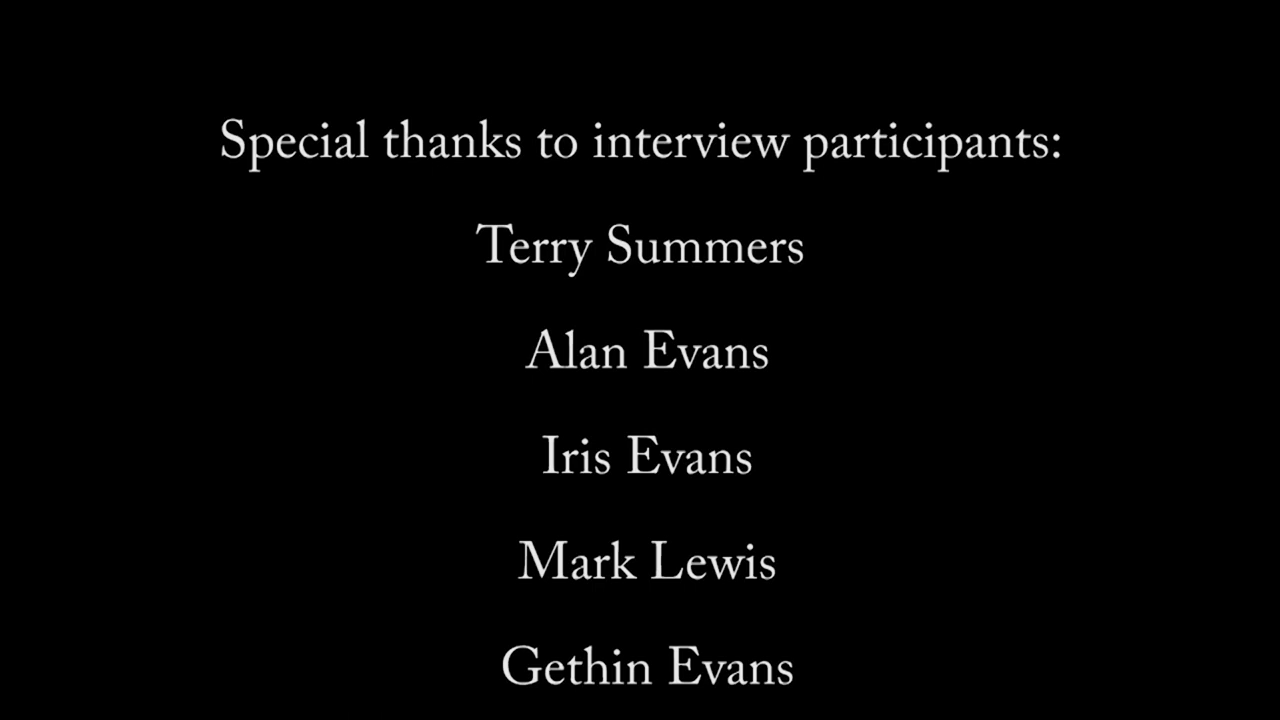 Special thanks to interview participants:
Terry Summers
Alan Evans
Iris Evans
Mark Lewis
Gethin Evans